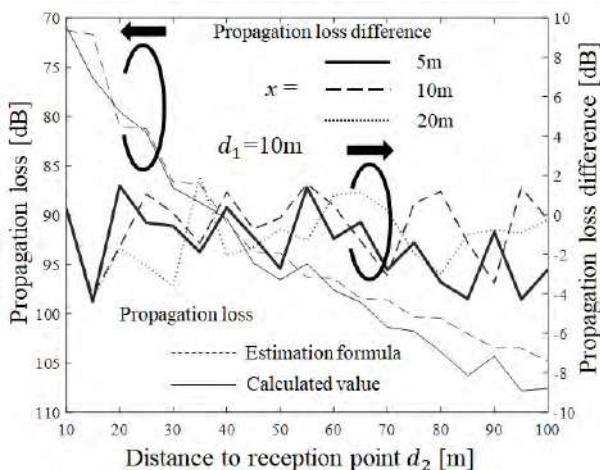 70
75
80
85
90
95
100
105
110
Propagation loss [dB]
10
8
6
4
2
0
-2
-4
-6
-8
-10
Propagation loss difference
[dB]
Propagation loss difference
x =
5m
10m
20m
d₁=10m
Propagation loss
Estimation formula
Calculated value
10 20 30 40 50 60 70 80 90 100
Distance to reception point d₂ [m]